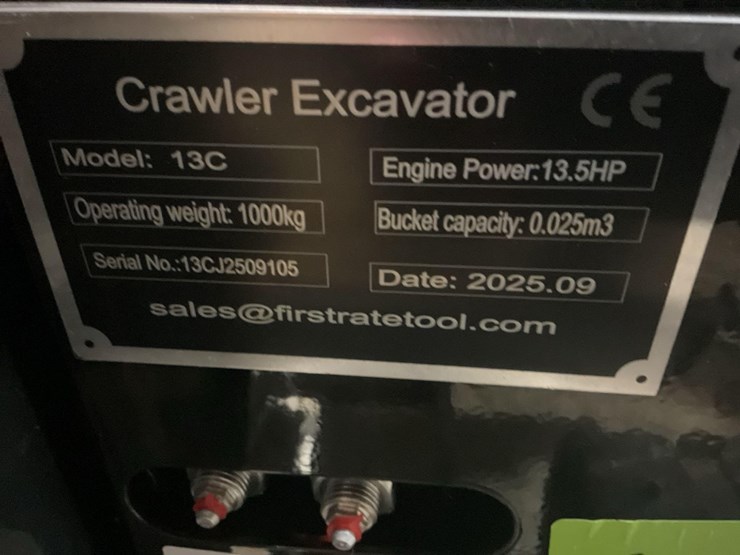 Crawler Excavator CE
Model: 13C
Engine Power:13.5HP
Operating weight: 1000kg
Bucket capacity: 0.025m3
Serial No.:13CJ2509105
Date: 2025.09
sales@firstratetool.com